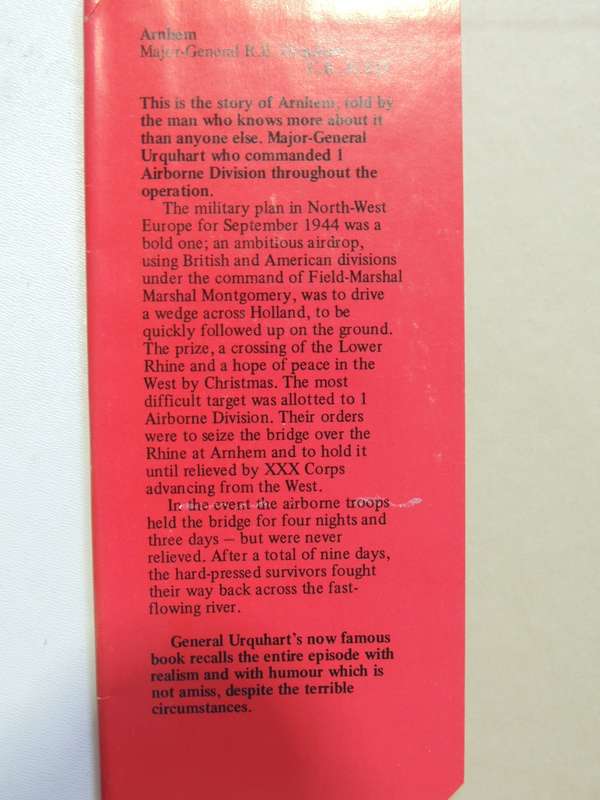 Arnhem
Major-General R.E. Urquhart
This is the story of Arnhem, told by
the man who knows more about it
than anyone else. Major-General
Urquhart who commanded 1
Airborne Division throughout the
operation.
The military plan in North-West
Europe for September 1944 was a
bold one; an ambitious airdrop,
using British and American divisions
under the command of Field-Marshal
Marshal Montgomery, was to drive
a wedge across Holland, to be
quickly followed up on the ground.
The prize, a crossing of the Lower
Rhine and a hope of peace in the
West by Christmas. The most
difficult target was allotted to 1
Airborne Division. Their orders
were to seize the bridge over the
Rhine at Arnhem and to hold it
until relieved by XXX Corps
advancing from the West.
In the event the airborne troops
held the bridge for four nights and
three days – but were never
relieved. After a total of nine days,
the hard-pressed survivors fought
their way back across the fast-
flowing river.
General Urquhart's now famous
book recalls the entire episode with
realism and with humour which is
not amiss, despite the terrible
circumstances.